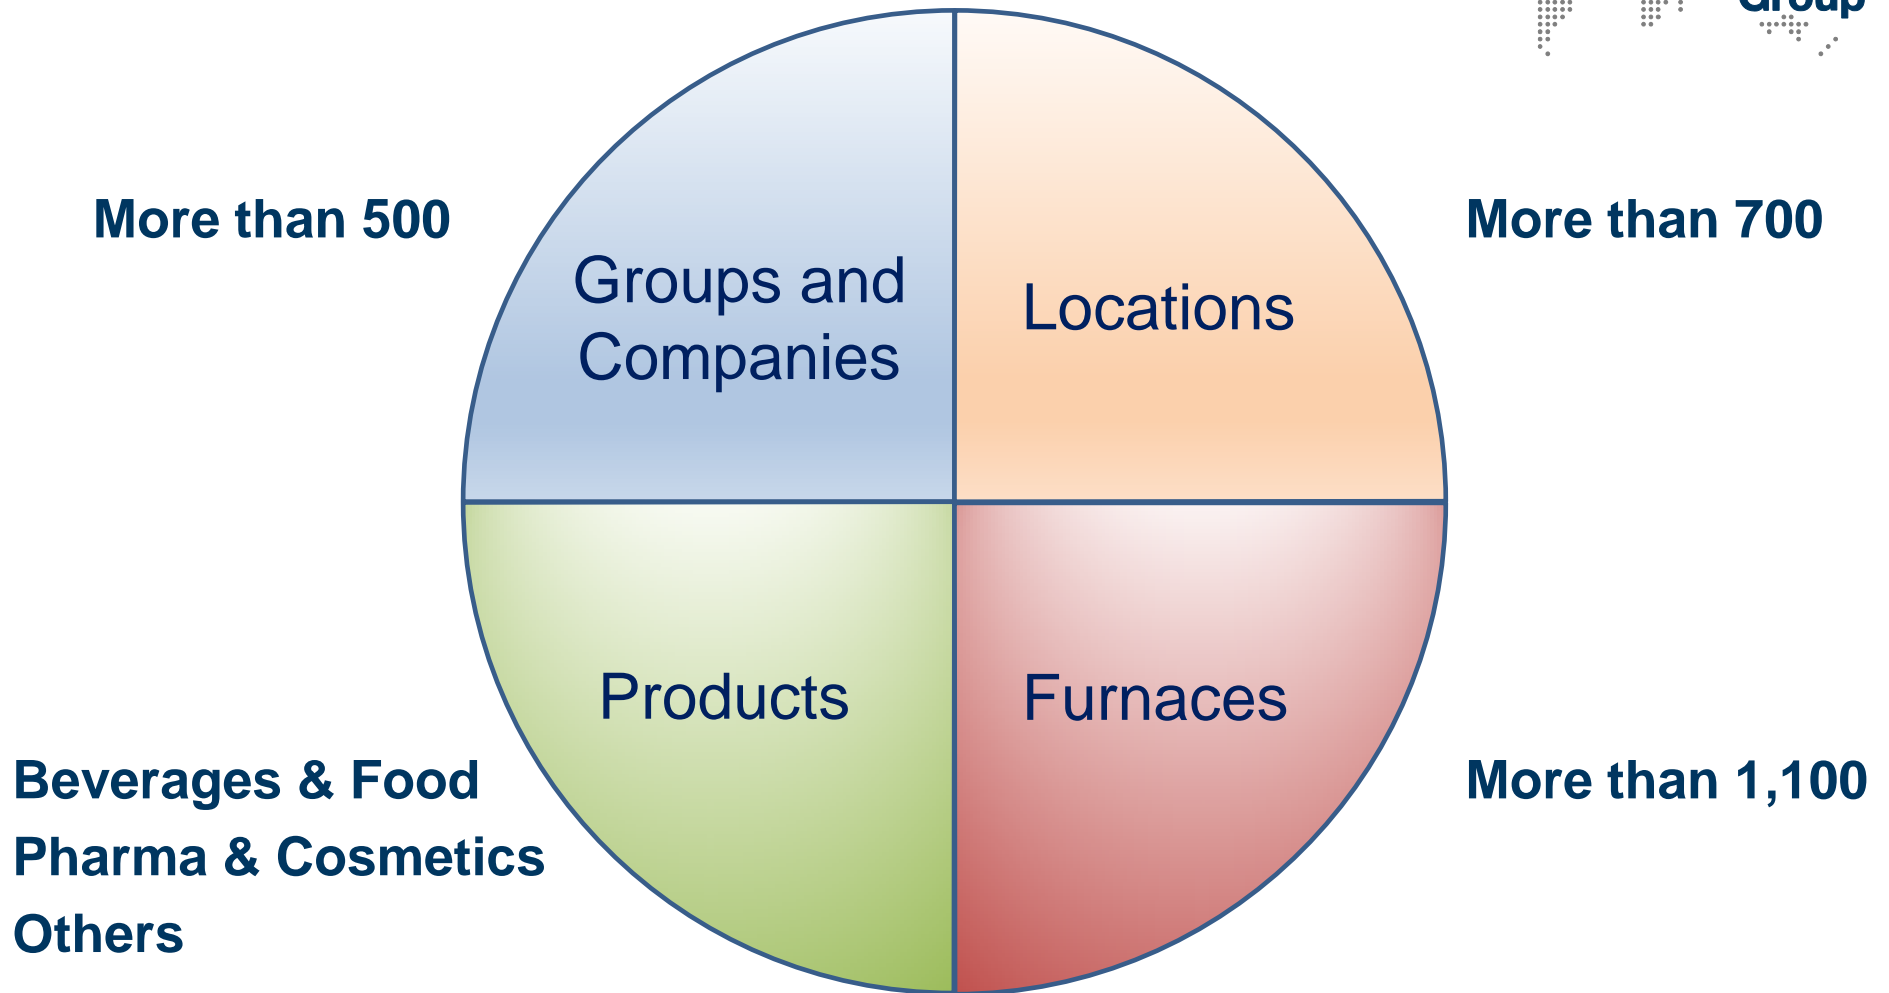 Group
More than 500
More than 700
Groups and
Companies
Locations
Products
Furnaces
Beverages & Food
Pharma & Cosmetics
Others
More than 1,100